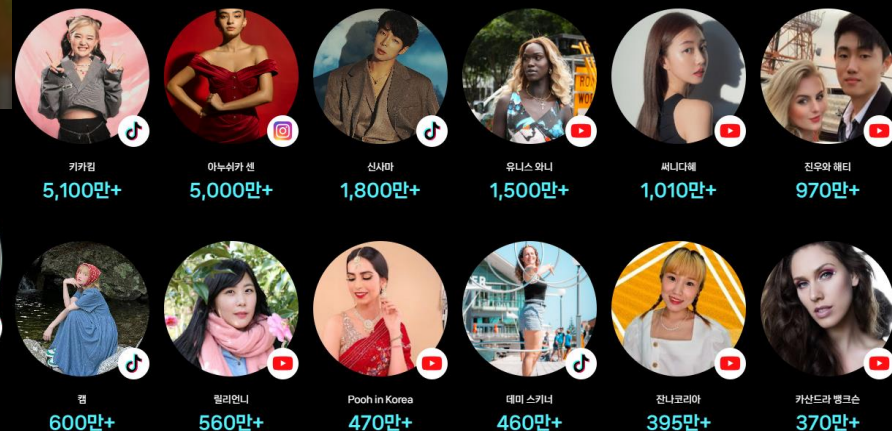 키카킴
5,100만+
아누쉬카 센
5,000만+
신사마
1,800만+
유니스 와니
1,500만+
써니다혜
1,010만+
진우와 해티
970만+
캠
600만+
릴리언니
560만+
Pooh in Korea
470만+
데미 스키너
460만+
잔나코리아
395만+
카산드라 뱅크슨
370만+